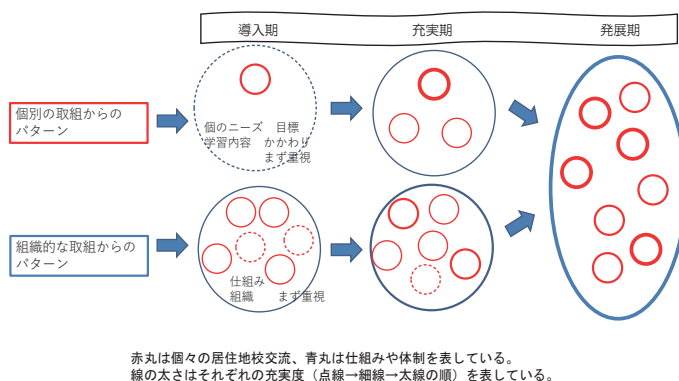 導入期
充実期
発展期
個別の取組からの
パターン
個のニーズ　目標
学習内容　かかわり
まず重視
組織的な取組からの
パターン
仕組み
組織　まず重視
赤丸は個々の居住地校交流、青丸は仕組みや体制を表している。
線の太さはそれぞれの充実度（点線→細線→太線の順）を表している。